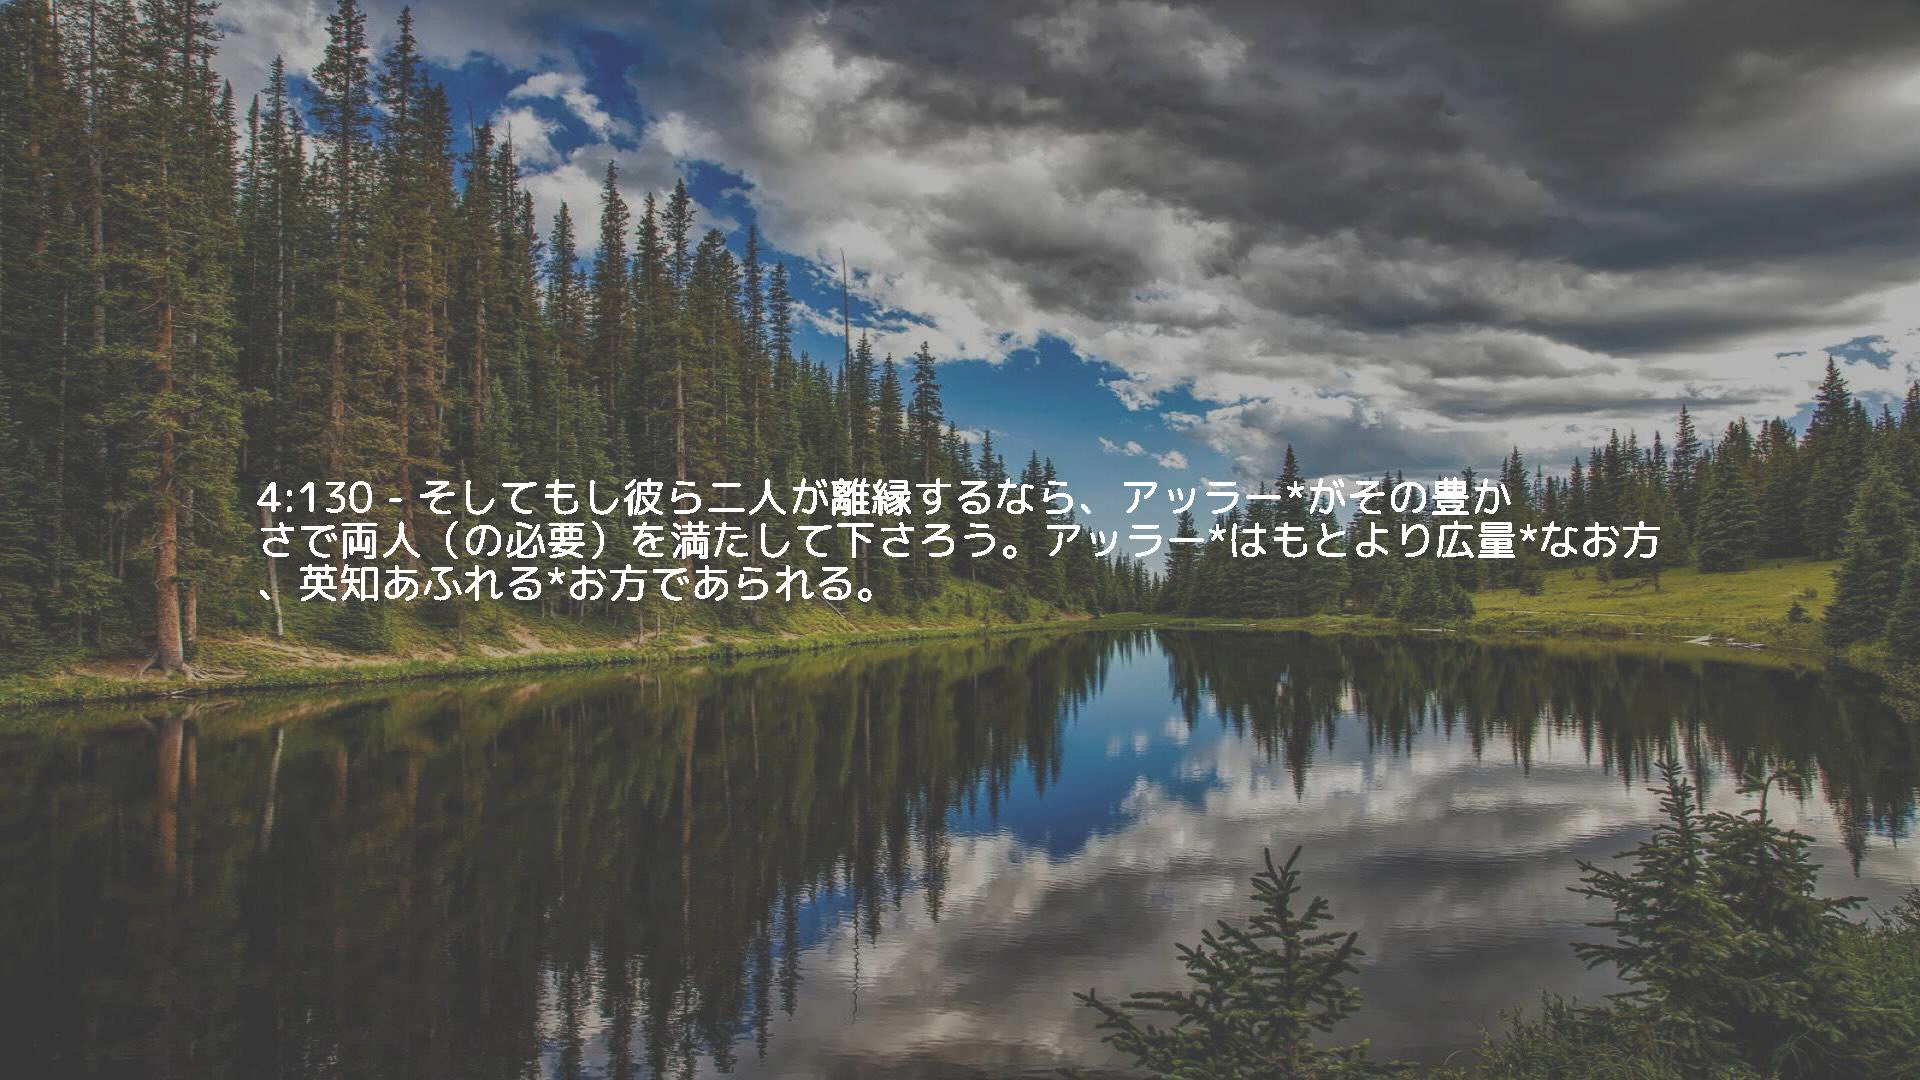 4:130 - そしてもし彼ら二人が離縁するなら、アッラー*がその豊か
さで両人（の必要）を満たして下さろう。アッラー*はもとより広量*なお方
、英知あふれる*お方であられる。